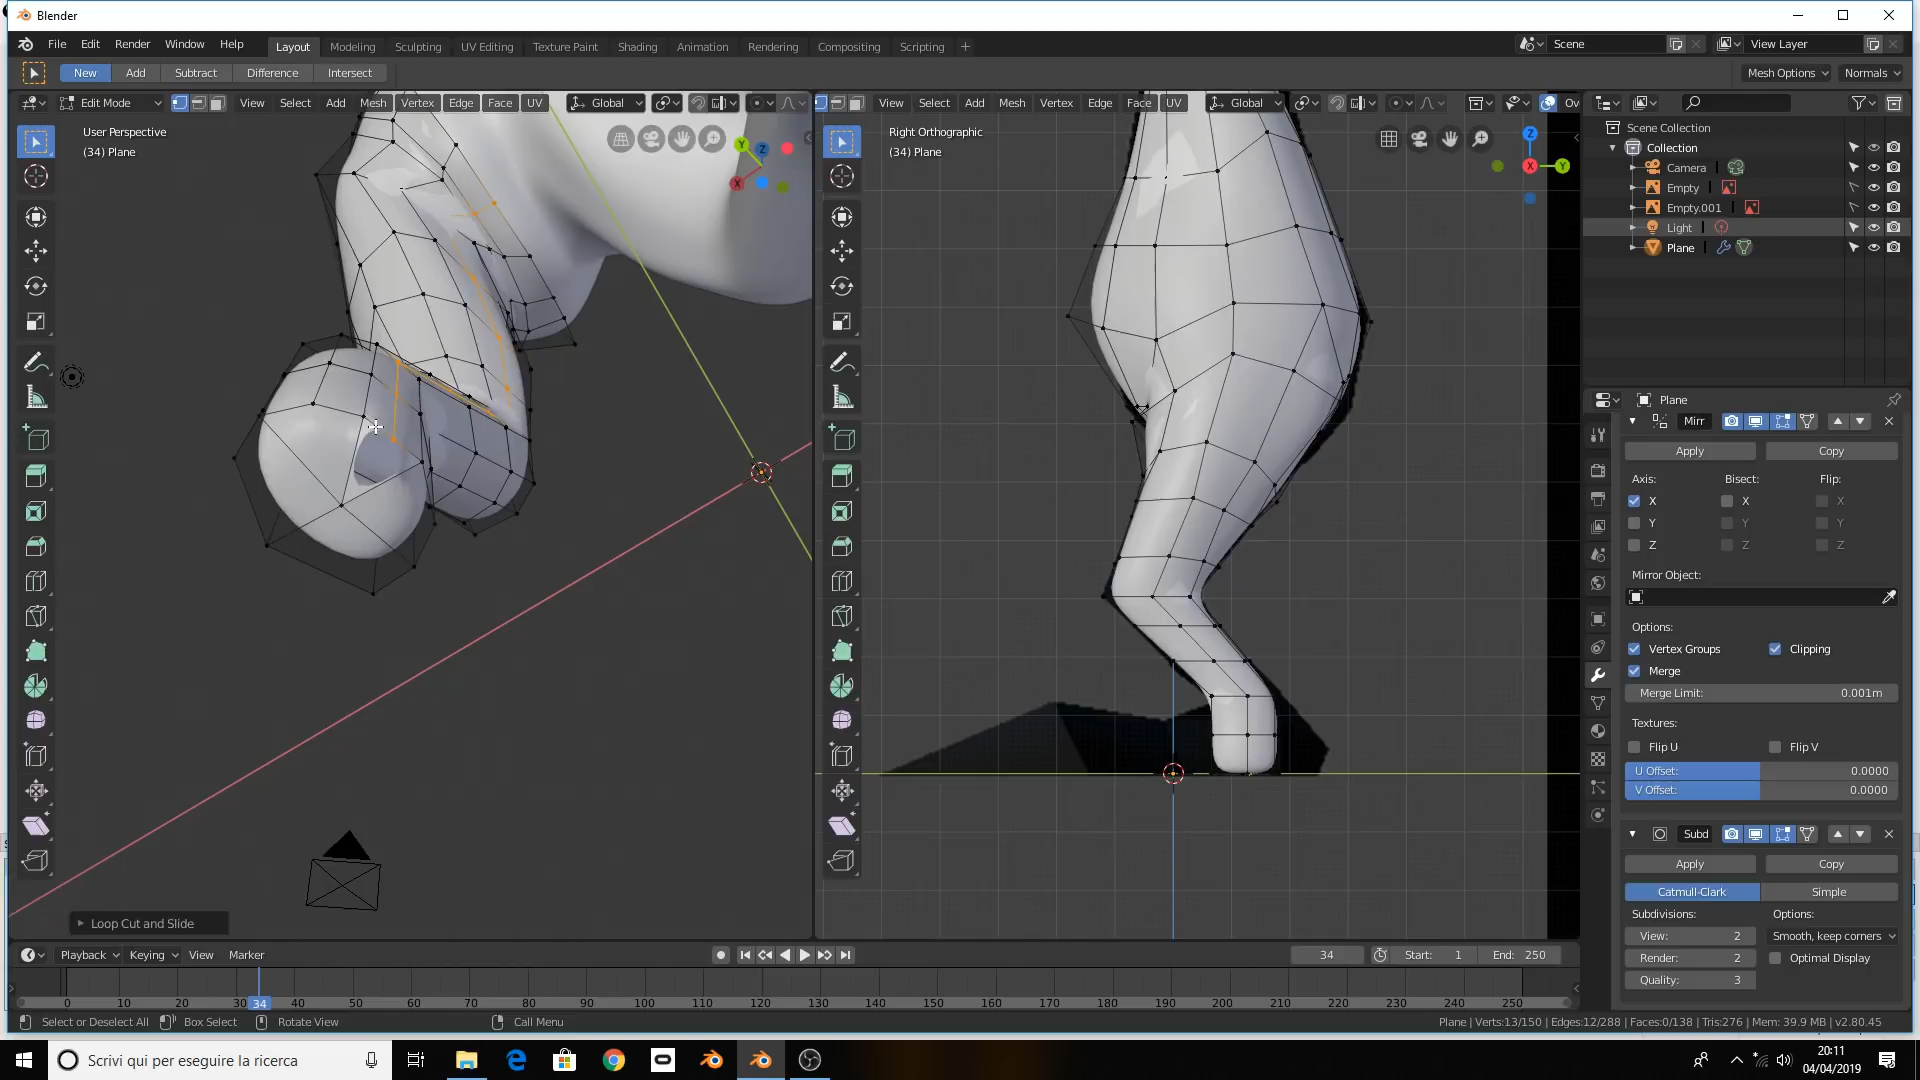 Blender
File Edit Render Window Help
Layout Modeling Sculpting UV Editing Texture Paint Shading Animation Rendering Compositing Scripting +
Scene
View Layer
New Add Subtract Difference Intersect
Mesh Options Normals
Edit Mode View Select Add Mesh Vertex Edge Face UV Global
View Select Add Mesh Vertex Edge Face UV Global Ov
User Perspective
(34) Plane
Y Z X
Right Orthographic
(34) Plane
Z X Y
Scene Collection
Collection
Camera
Empty
Empty.001
Light
Plane
Plane
Mirr
Apply Copy
Axis: Bisect: Flip:
X X X
Y Y Y
Z Z Z
Mirror Object:
Options:
Vertex Groups Clipping
Merge
Merge Limit: 0.001m
Textures:
Flip U Flip V
U Offset: 0.0000
V Offset: 0.0000
Subd
Apply Copy
Catmull-Clark Simple
Subdivisions: Options:
View: 2 Smooth, keep corners
Render: 2 Optimal Display
Quality: 3
Loop Cut and Slide
Playback Keying View Marker
34 Start: 1 End: 250
0 10 20 30 34 40 50 60 70 80 90 100 110 120 130 140 150 160 170 180 190 200 210 220 230 240 250
Select or Deselect All Box Select Rotate View Call Menu
Plane | Verts:13/150 | Edges:12/288 | Faces:0/138 | Tris:276 | Mem: 39.9 MB | v2.80.45
Scrivi qui per eseguire la ricerca
20:11
04/04/2019